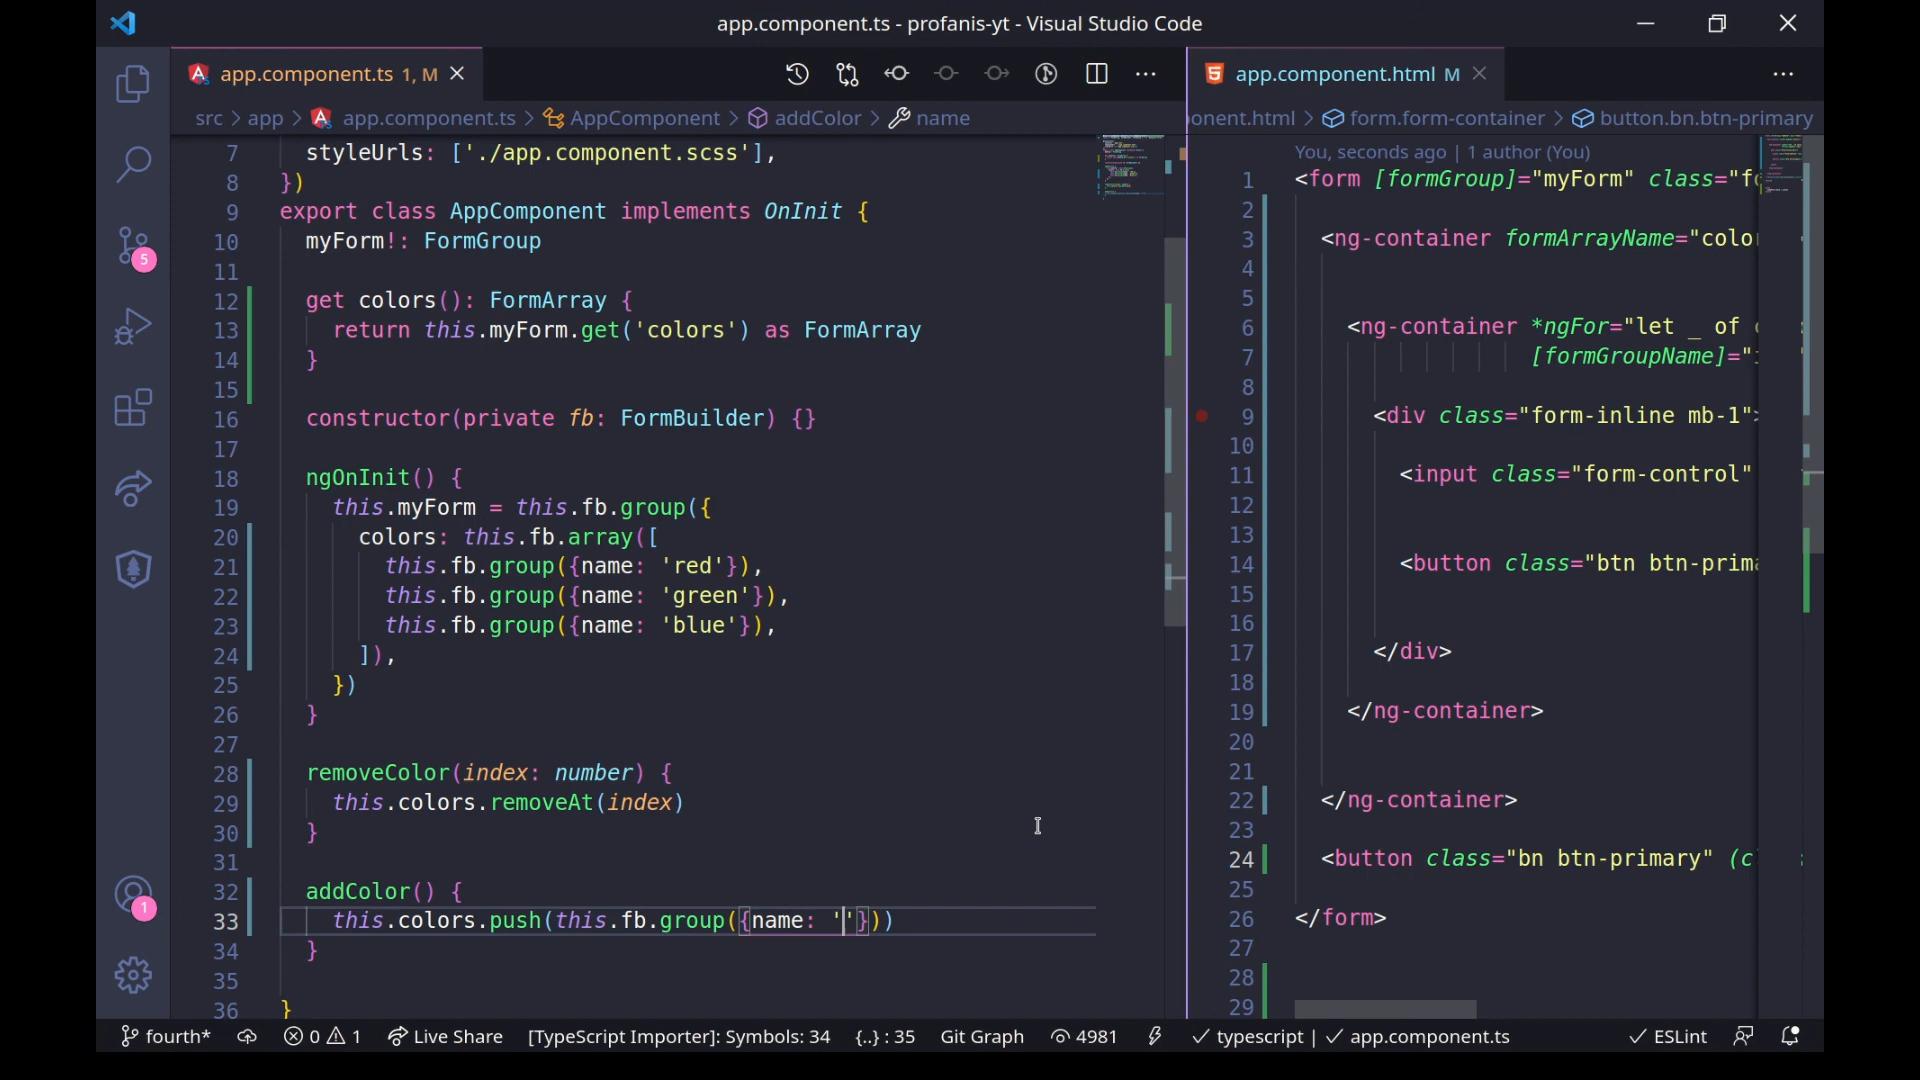 app.component.ts - profanis-yt - Visual Studio Code
app.component.ts 1, M
src > app > app.component.ts > AppComponent > addColor > name
7 styleUrls: ['./app.component.scss'],
8 })
9 export class AppComponent implements OnInit {
10 myForm!: FormGroup
11
12 get colors(): FormArray {
13 return this.myForm.get('colors') as FormArray
14 }
15
16 constructor(private fb: FormBuilder) {}
17
18 ngOnInit() {
19 this.myForm = this.fb.group({
20 colors: this.fb.array([
21 this.fb.group({name: 'red'}),
22 this.fb.group({name: 'green'}),
23 this.fb.group({name: 'blue'}),
24 ]),
25 })
26 }
27
28 removeColor(index: number) {
29 this.colors.removeAt(index)
30 }
31
32 addColor() {
33 this.colors.push(this.fb.group({name: ''}))
34 }
35
36 }
app.component.html M
onent.html > form.form-container > button.bn.btn-primary
You, seconds ago | 1 author (You)
1 <form [formGroup]="myForm" class="fo
2
3 <ng-container formArrayName="color
4
5
6 <ng-container *ngFor="let _ of c
7 [formGroupName]="i
8
9 <div class="form-inline mb-1">
10
11 <input class="form-control"
12
13
14 <button class="btn btn-prima
15
16
17 </div>
18
19 </ng-container>
20
21
22 </ng-container>
23
24 <button class="bn btn-primary" (cl
25
26 </form>
27
28
29
5
1
fourth* 0 1 Live Share [TypeScript Importer]: Symbols: 34 {..} : 35 Git Graph 4981 typescript | app.component.ts ESLint